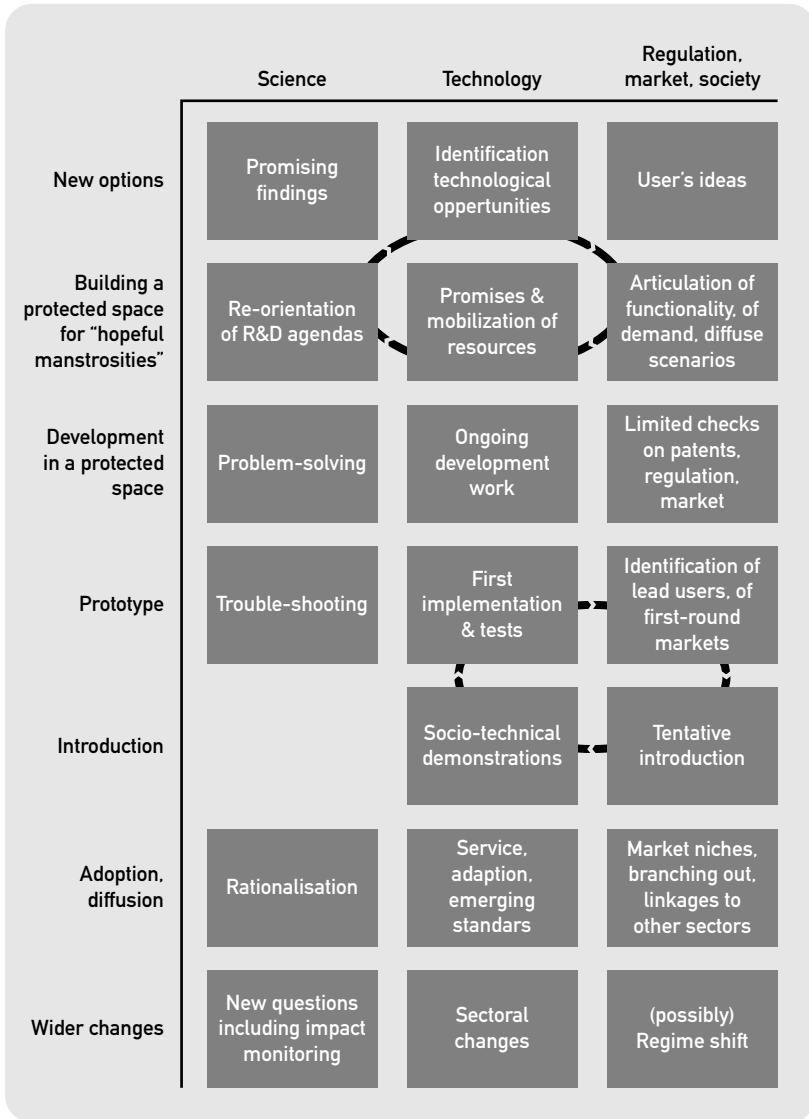 Science
Technology
Regulation,
market, society
New options
Promising
findings
Identification
technological
oppertunities
User's ideas
Building a
protected space
for “hopeful
manstrosities”
Re-orientation
of R&D agendas
Promises &
mobilization of
resources
Articulation of
functionality, of
demand, diffuse
scenarios
Development
in a protected
space
Problem-solving
Ongoing
development
work
Limited checks
on patents,
regulation,
market
Prototype
Trouble-shooting
First
implementation
& tests
Identification of
lead users, of
first-round
markets
Introduction
Socio-technical
demonstrations
Tentative
introduction
Adoption,
diffusion
Rationalisation
Service,
adaption,
emerging
standars
Market niches,
branching out,
linkages to
other sectors
Wider changes
New questions
including impact
monitoring
Sectoral
changes
(possibly)
Regime shift